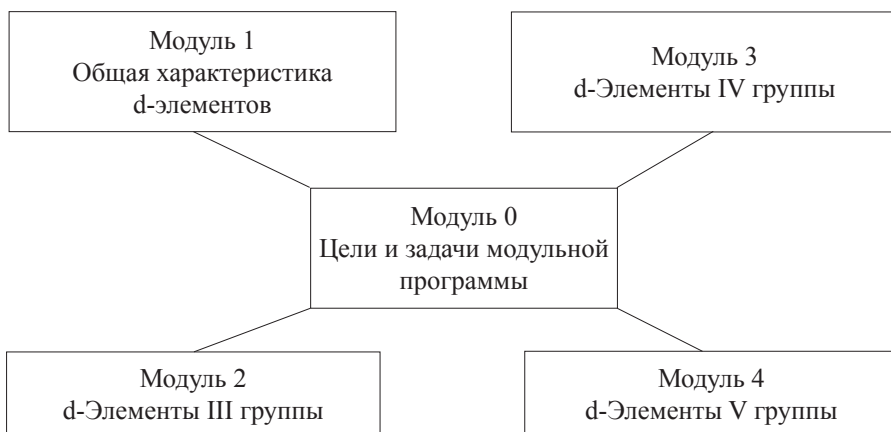 Модуль 1
Общая характеристика
d-элементов
Модуль 3
d-Элементы IV группы
Модуль 0
Цели и задачи модульной
программы
Модуль 2
d-Элементы III группы
Модуль 4
d-Элементы V группы